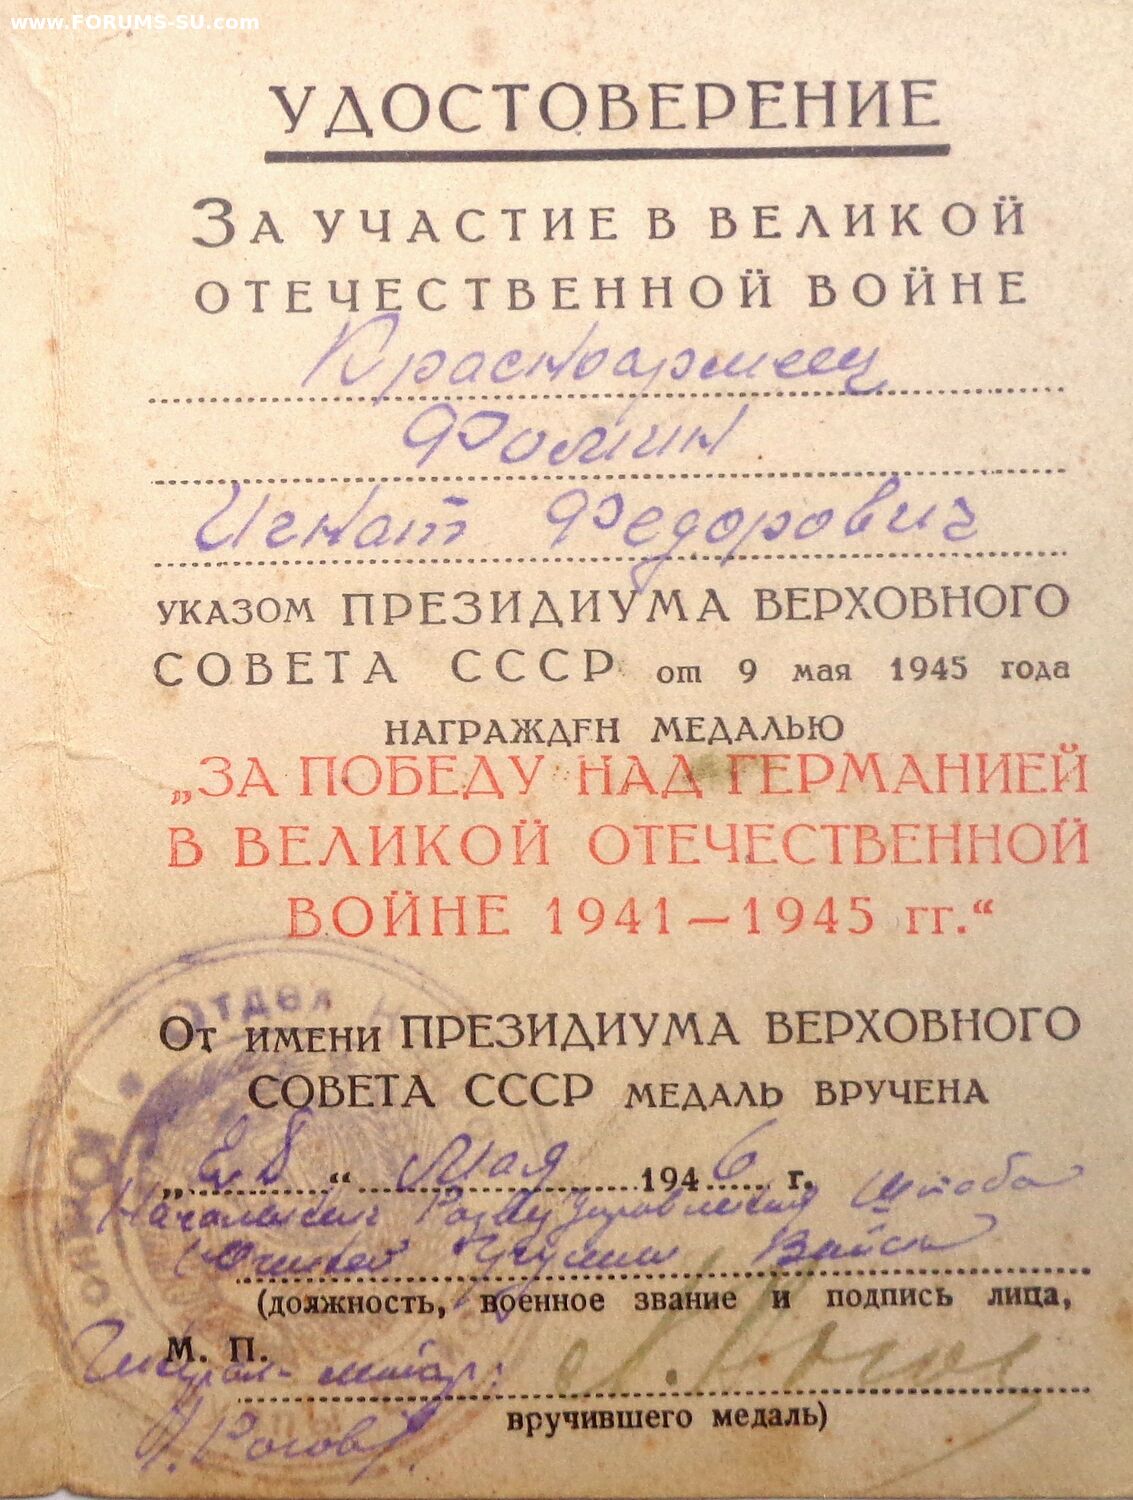 www.FORUMS-SU.com
УДОСТОВЕРЕНИЕ
ЗА УЧАСТИЕ В ВЕЛИКОЙ
ОТЕЧЕСТВЕННОЙ ВОЙНЕ
Красноармеец
Фомин
Игнат Федорович
УКАЗОМ ПРЕЗИДИУМА ВЕРХОВНОГО
СОВЕТА СССР от 9 мая 1945 года
НАГРАЖДЕН МЕДАЛЬЮ
„ЗА ПОБЕДУ НАД ГЕРМАНИЕЙ
В ВЕЛИКОЙ ОТЕЧЕСТВЕННОЙ
ВОЙНЕ 1941—1945 гг.“
Отдел
ОТ ИМЕНИ ПРЕЗИДИУМА ВЕРХОВНОГО
СОВЕТА СССР МЕДАЛЬ ВРУЧЕНА
„ “ Мая 1946 г.
Начальник Развед Управления Штаба
Южной Группы Войск
(должность, военное звание и подпись лица,
М. П.
Генерал-майор:
вручившего медаль)
Рогов